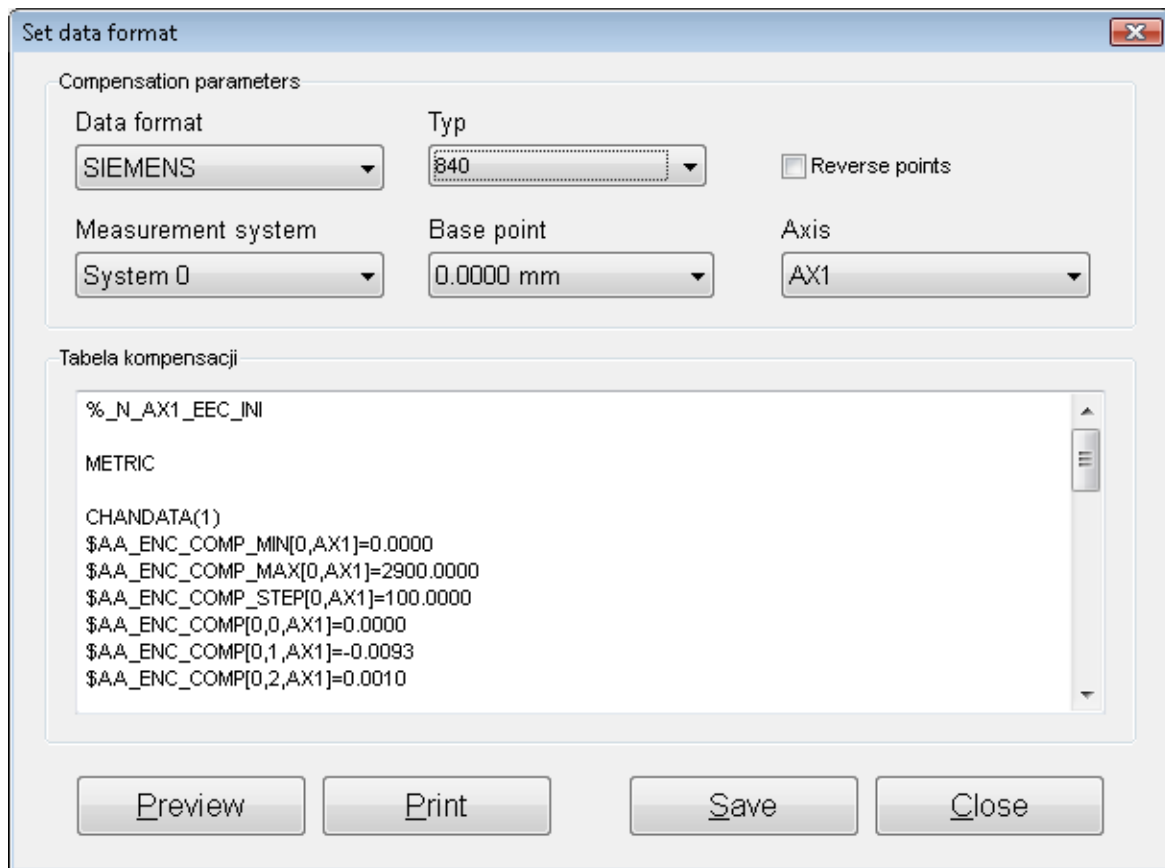 Set data format
Compensation parameters
Data format
Typ
SIEMENS
840
Reverse points
Measurement system
Base point
Axis
System 0
0.0000 mm
AX1
Tabela kompensacji
%_N_AX1_EEC_INI
METRIC
CHANDATA(1)
$AA_ENC_COMP_MIN[0,AX1]=0.0000
$AA_ENC_COMP_MAX[0,AX1]=2900.0000
$AA_ENC_COMP_STEP[0,AX1]=100.0000
$AA_ENC_COMP[0,0,AX1]=0.0000
$AA_ENC_COMP[0,1,AX1]=-0.0093
$AA_ENC_COMP[0,2,AX1]=0.0010
Preview
Print
Save
Close